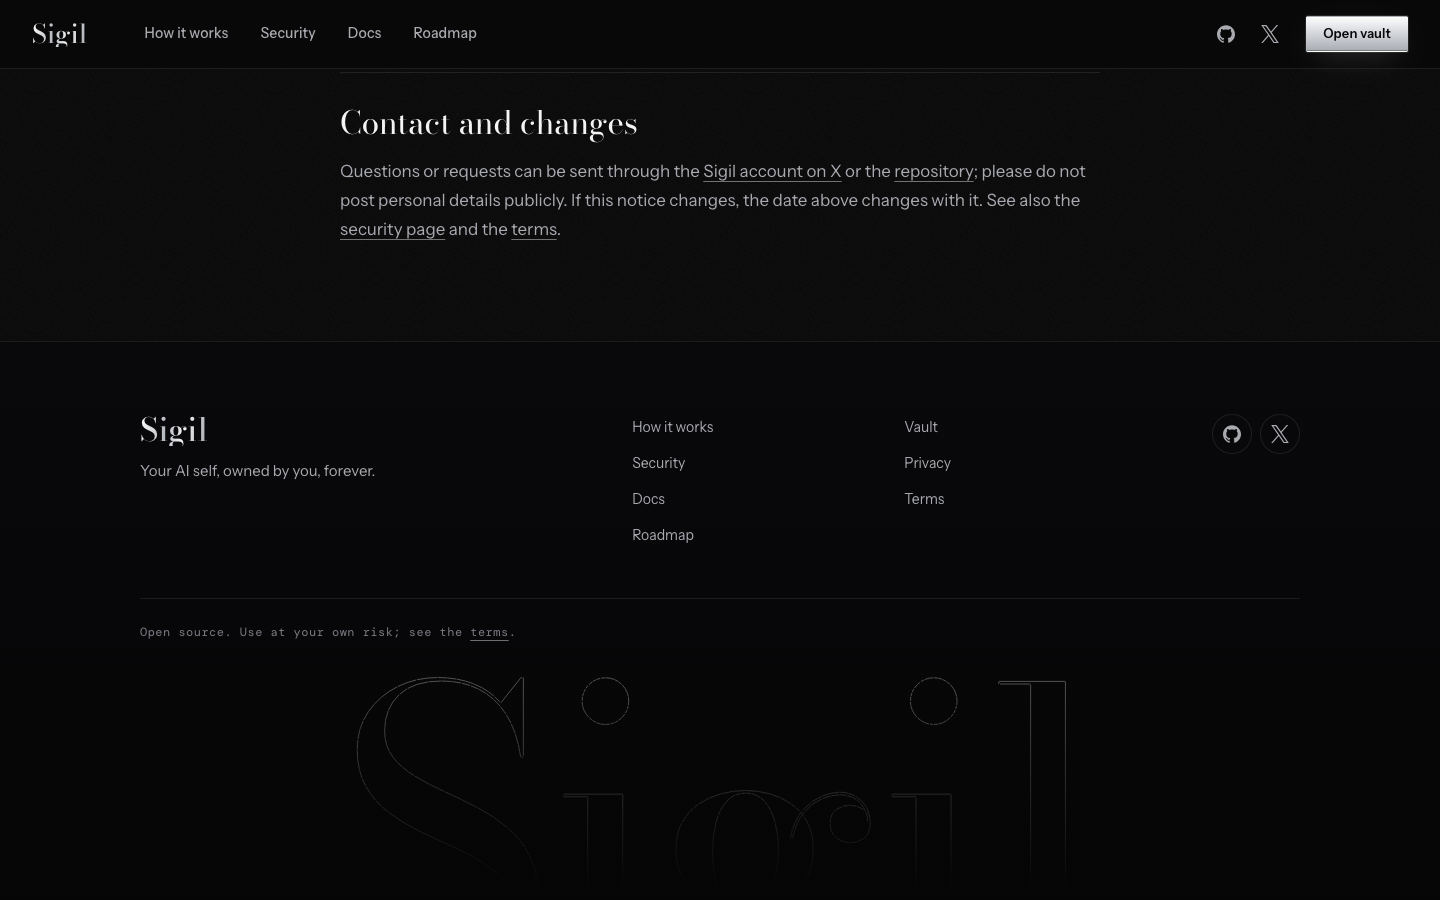 Sigil
How it works
Security
Docs
Roadmap
Open vault
Contact and changes
Questions or requests can be sent through the Sigil account on X or the repository; please do not
post personal details publicly. If this notice changes, the date above changes with it. See also the
security page and the terms.
Sigil
Your AI self, owned by you, forever.
How it works
Security
Docs
Roadmap
Vault
Privacy
Terms
Open source. Use at your own risk; see the terms.
Sigil